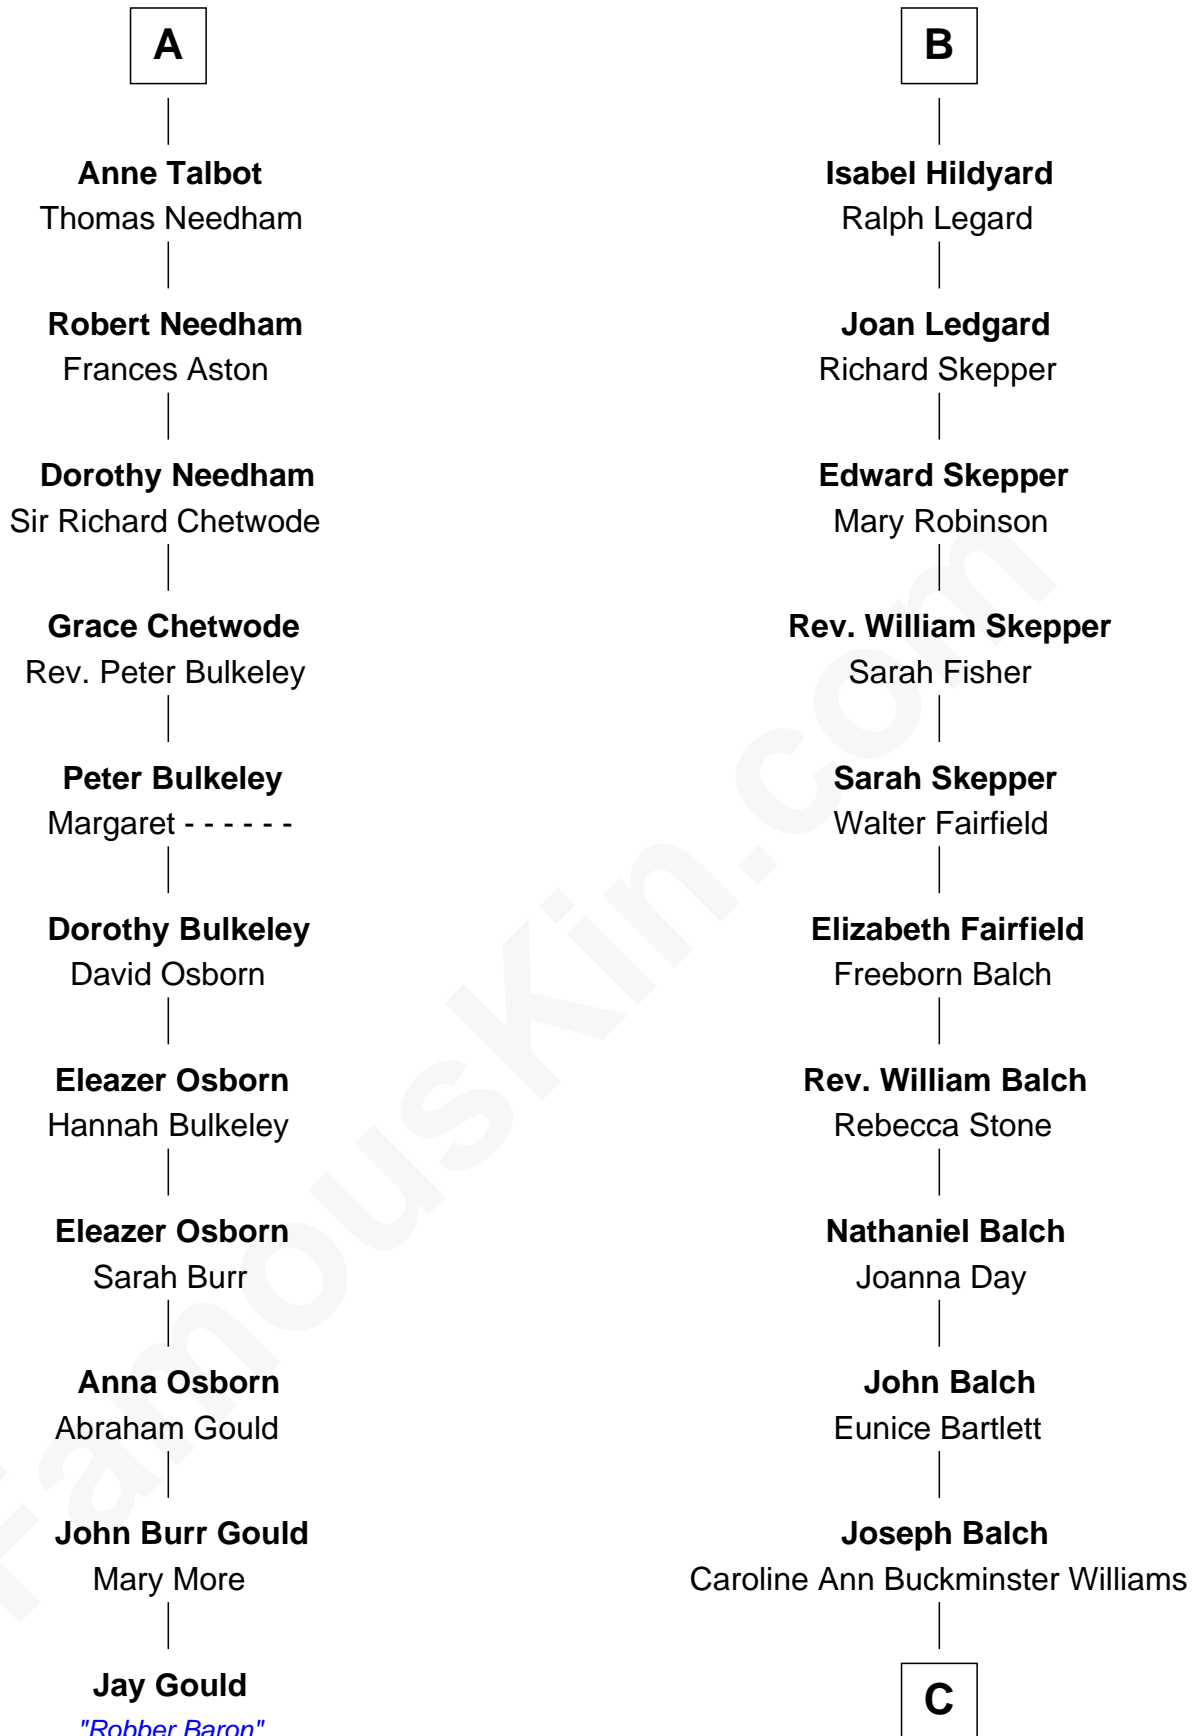 A
Anne Talbot
Thomas Needham
Robert Needham
Frances Aston
Dorothy Needham
Sir Richard Chetwode
Grace Chetwode
Rev. Peter Bulkeley
Peter Bulkeley
Margaret - - - - - -
Dorothy Bulkeley
David Osborn
Eleazer Osborn
Hannah Bulkeley
Eleazer Osborn
Sarah Burr
Anna Osborn
Abraham Gould
John Burr Gould
Mary More
Jay Gould
"Robber Baron"
B
Isabel Hildyard
Ralph Legard
Joan Ledgard
Richard Skepper
Edward Skepper
Mary Robinson
Rev. William Skepper
Sarah Fisher
Sarah Skepper
Walter Fairfield
Elizabeth Fairfield
Freeborn Balch
Rev. William Balch
Rebecca Stone
Nathaniel Balch
Joanna Day
John Balch
Eunice Bartlett
Joseph Balch
Caroline Ann Buckminster Williams
C
FamousKin.com